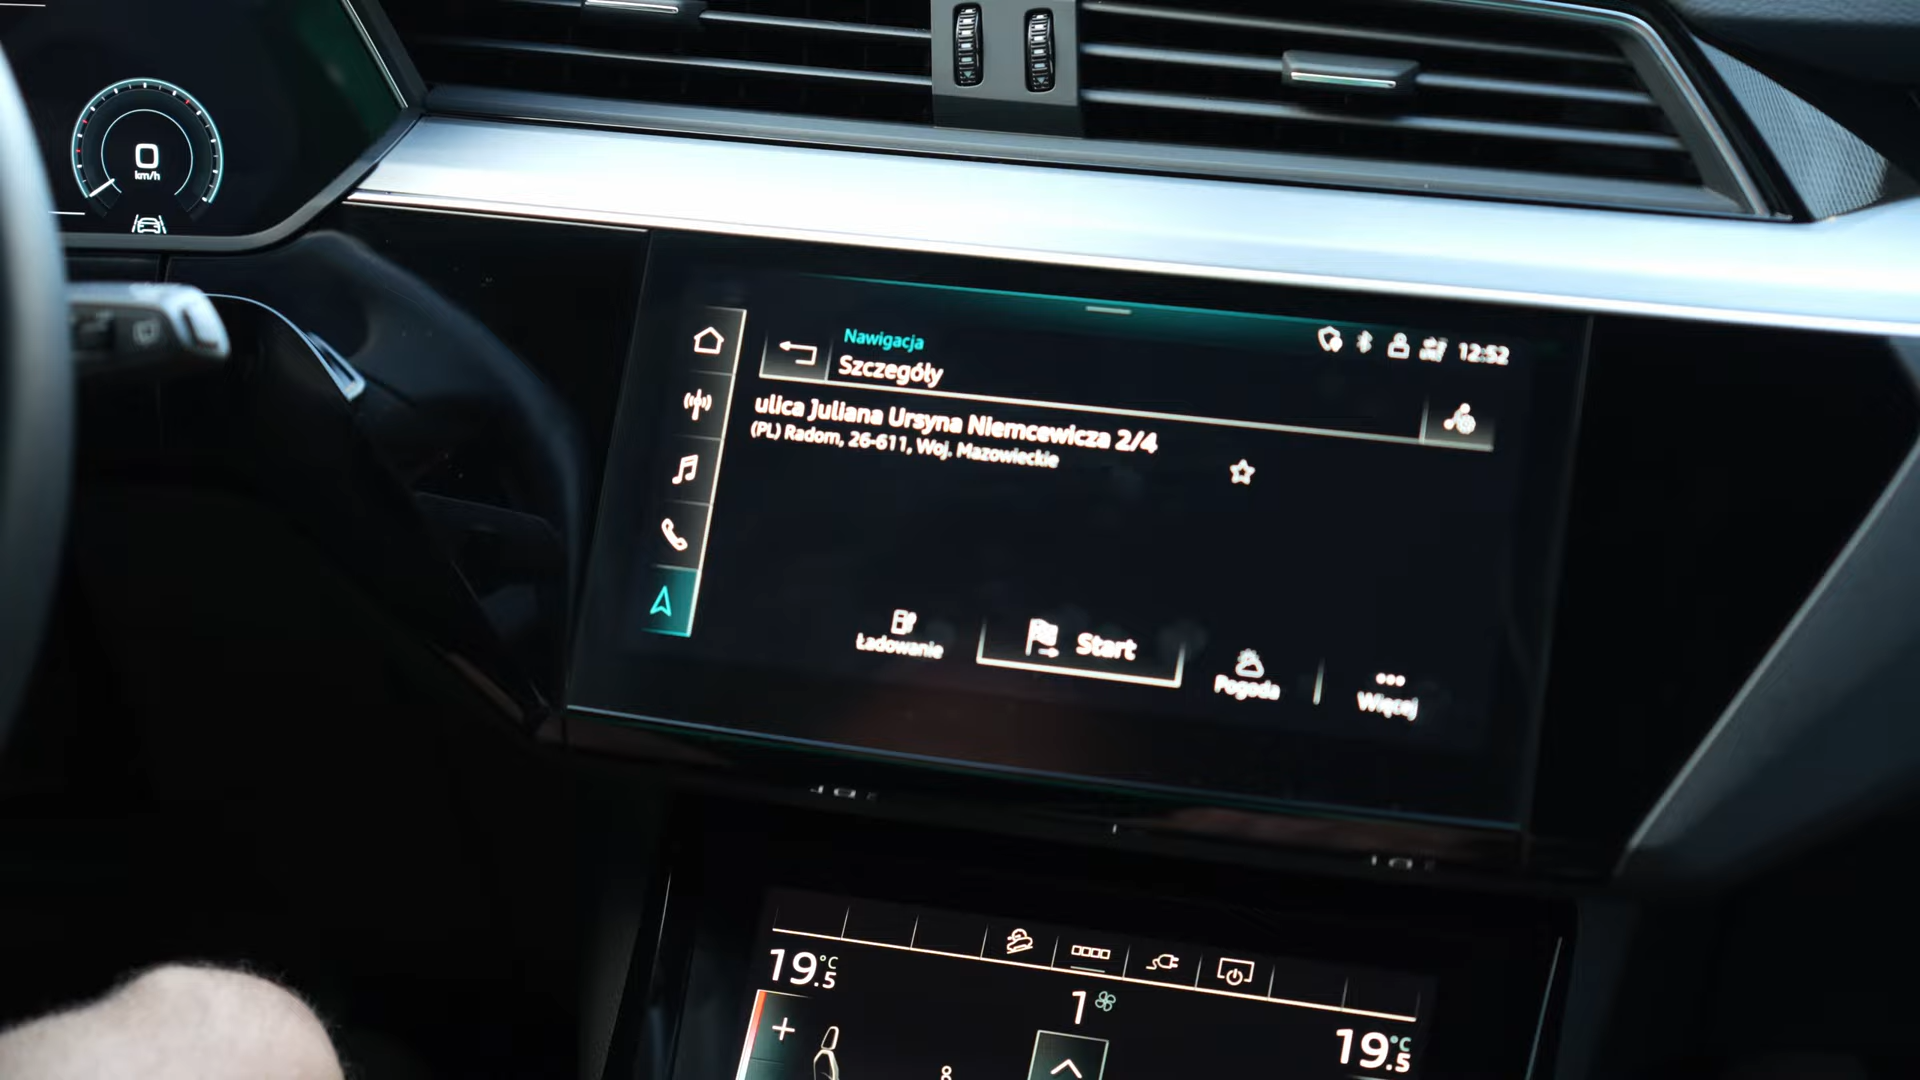 0
km/h
Nawigacja
Szczegóły
12:52
ulica Juliana Ursyna Niemcewicza 2/4
(PL) Radom, 26-611, Woj. Mazowieckie
Ładowanie
Start
Pogoda
Więcej
19.5 °C
1
19.5 °C